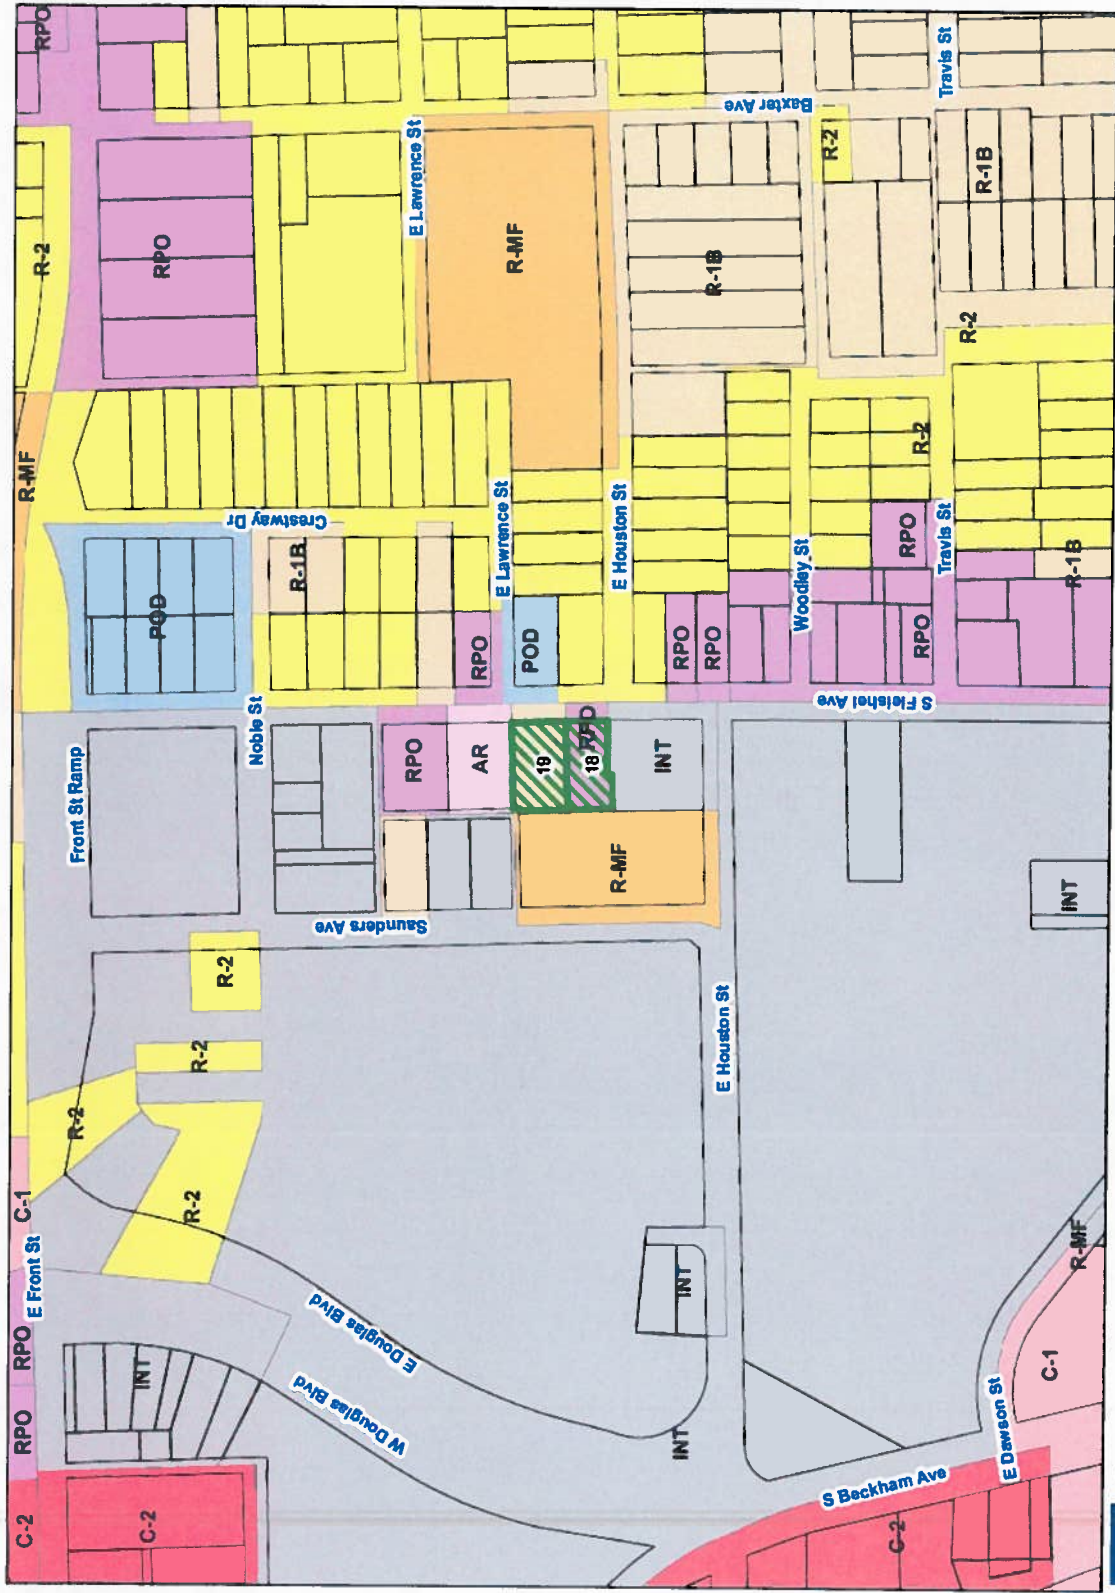 C-2
RPO
RPO
C-1
R-MF
RPO
E Front St
R-2
R-2
Front St Ramp
C-2
INT
POD
RPO
R-2
R-2
R-2
Noble St
Crestway Dr
R-1B
W Douglas Blvd
E Douglas Blvd
Saunders Ave
RPO
E Lawrence St
AR
RPO
E Lawrence St
R-MF
POD
19
18
RPO
R-MF
E Houston St
INT
INT
INT
RPO
RPO
R-1B
E Houston St
Baxter Ave
Woodley St
R-2
S Fleishel Ave
S Beckham Ave
C-2
RPO
RPO
R-2
Travis St
Travis St
R-2
R-1B
E Dawson St
C-1
INT
R-1B
R-MF